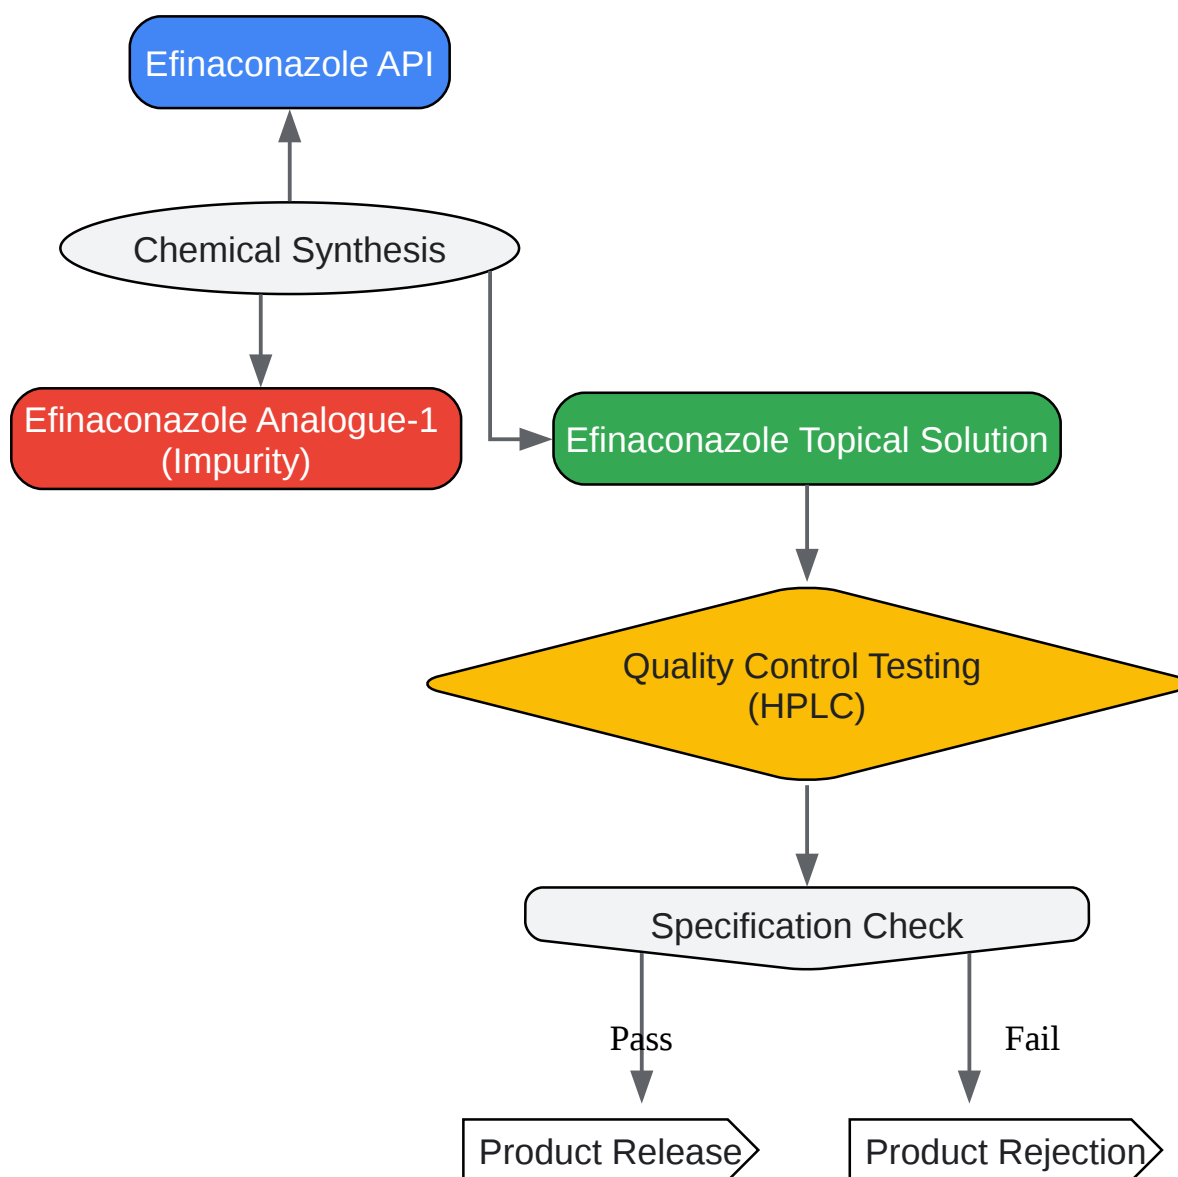 Efinaconazole API
Chemical Synthesis
Efinaconazole Analogue-1
(Impurity)
Efinaconazole Topical Solution
Quality Control Testing
(HPLC)
Specification Check
Pass
Fail
Product Release
Product Rejection